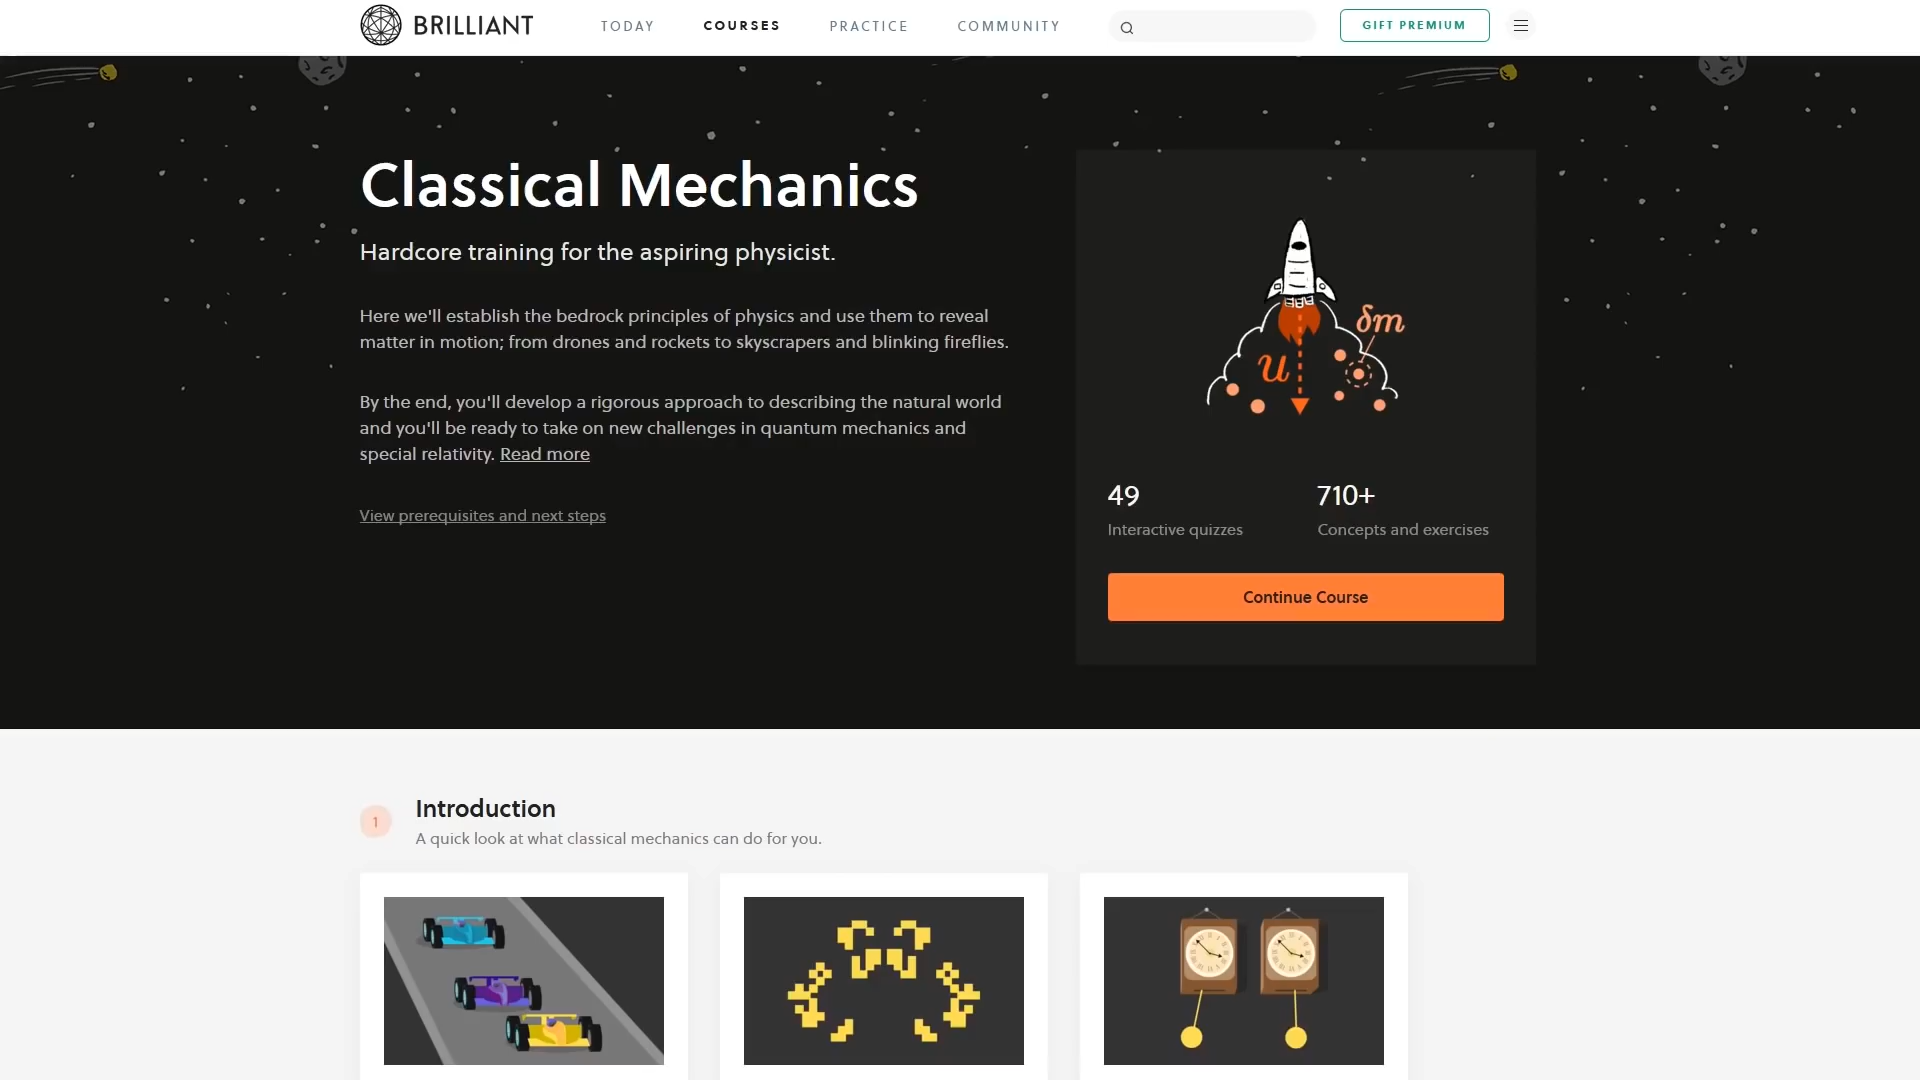 BRILLIANT
TODAY
COURSES
PRACTICE
COMMUNITY
GIFT PREMIUM
Classical Mechanics
Hardcore training for the aspiring physicist.
Here we'll establish the bedrock principles of physics and use them to reveal
matter in motion; from drones and rockets to skyscrapers and blinking fireflies.
By the end, you'll develop a rigorous approach to describing the natural world
and you'll be ready to take on new challenges in quantum mechanics and
special relativity. Read more
View prerequisites and next steps
δm
u
49
710+
Interactive quizzes
Concepts and exercises
Continue Course
1
Introduction
A quick look at what classical mechanics can do for you.